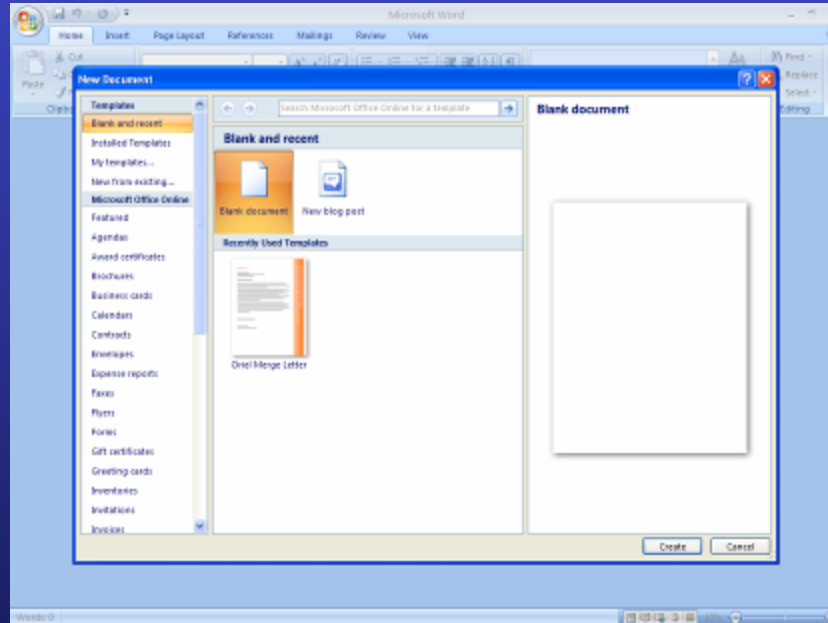 Microsoft Word
Home Insert Page Layout References Mailings Review View
Cut
Paste
Find
Replace
Select
Editing
New Document
Templates
Blank and recent
Installed Templates
My templates...
New from existing...
Microsoft Office Online
Featured
Agendas
Award certificates
Brochures
Business cards
Calendars
Contracts
Envelopes
Expense reports
Faxes
Flyers
Forms
Gift certificates
Greeting cards
Inventories
Invitations
Invoices
Search Microsoft Office Online for a template
Blank and recent
Blank document
New blog post
Recently Used Templates
Oriel Merge Letter
Blank document
Create
Cancel
Words: 0